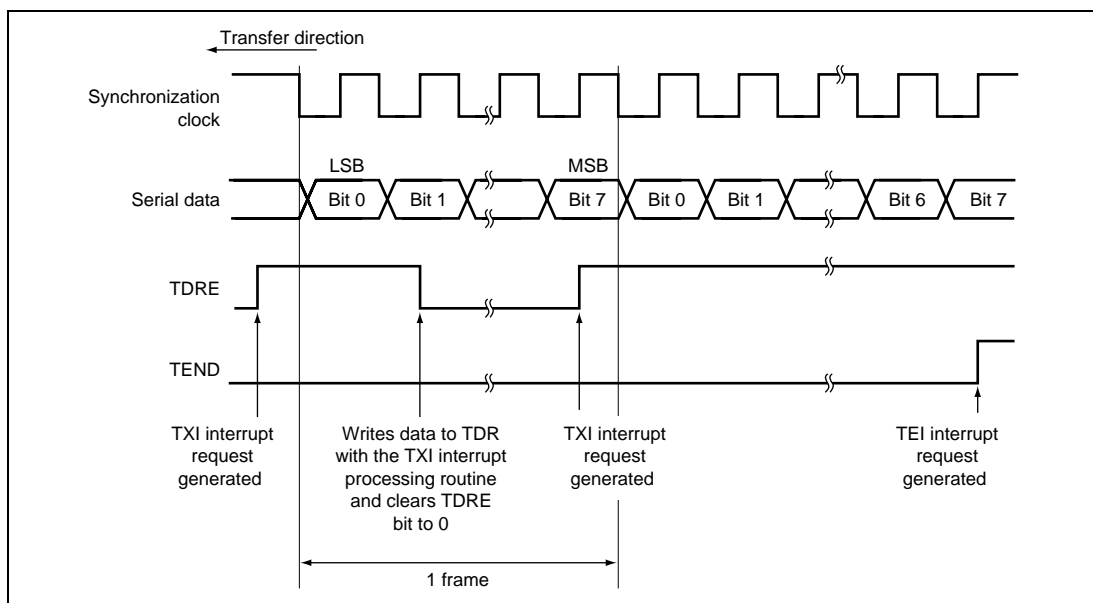 Transfer direction
Synchronization
clock
LSB
MSB
Serial data
Bit 0
Bit 1
Bit 7
Bit 0
Bit 1
Bit 6
Bit 7
TDRE
TEND
TXI interrupt
request
generated
Writes data to TDR
with the TXI interrupt
processing routine
and clears TDRE
bit to 0
TXI interrupt
request
generated
TEI interrupt
request
generated
1 frame